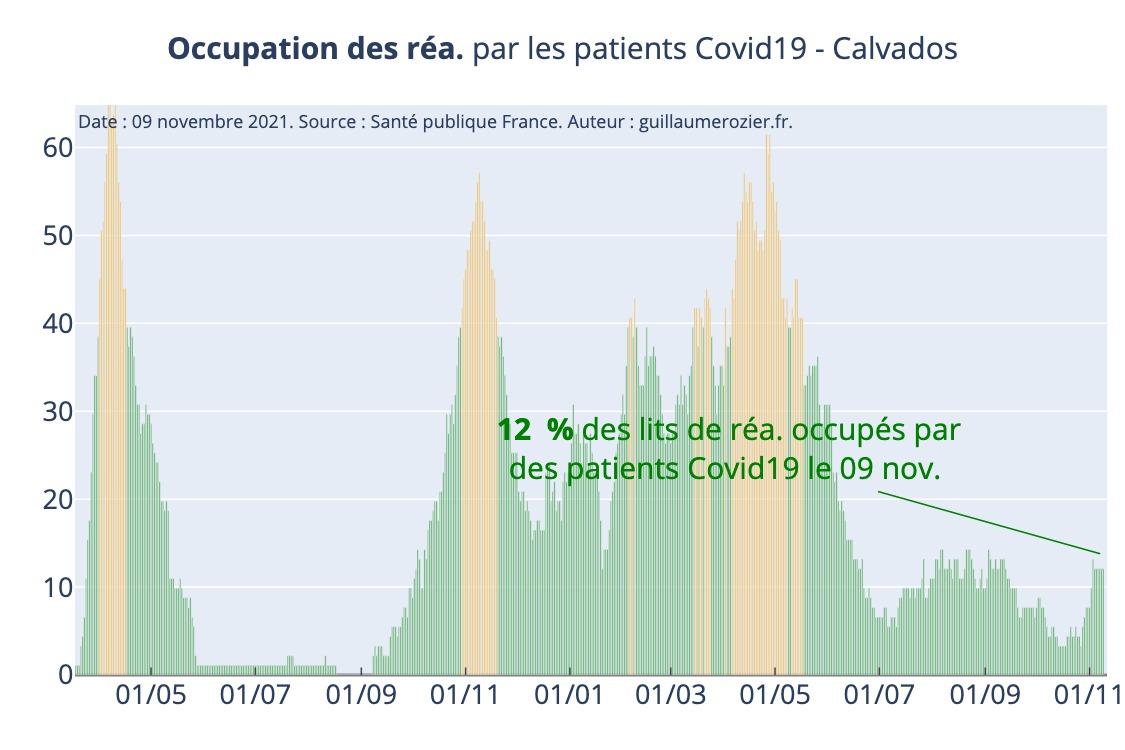 Occupation des réa. par les patients Covid19 - Calvados
Date : 09 novembre 2021. Source : Santé publique France. Auteur : guillaumerozier.fr.
60
50
40
30
12 % des lits de réa. occupés par
des patients Covid19 le 09 nov.
20
10
0
01/05 01/07 01/09 01/11 01/01 01/03 01/05 01/07 01/09 01/11